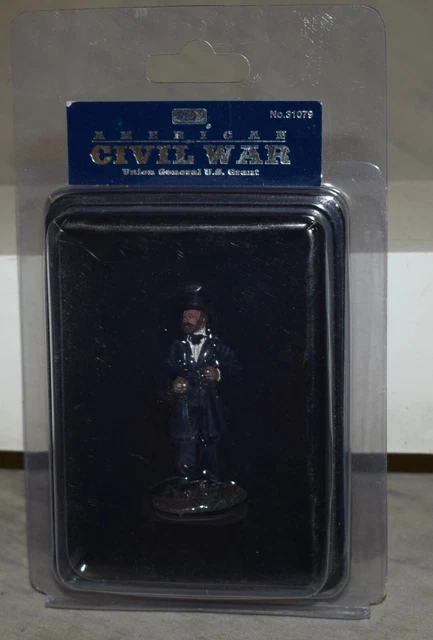 No.31079
AMERICAN
CIVIL WAR
Union General U.S. Grant